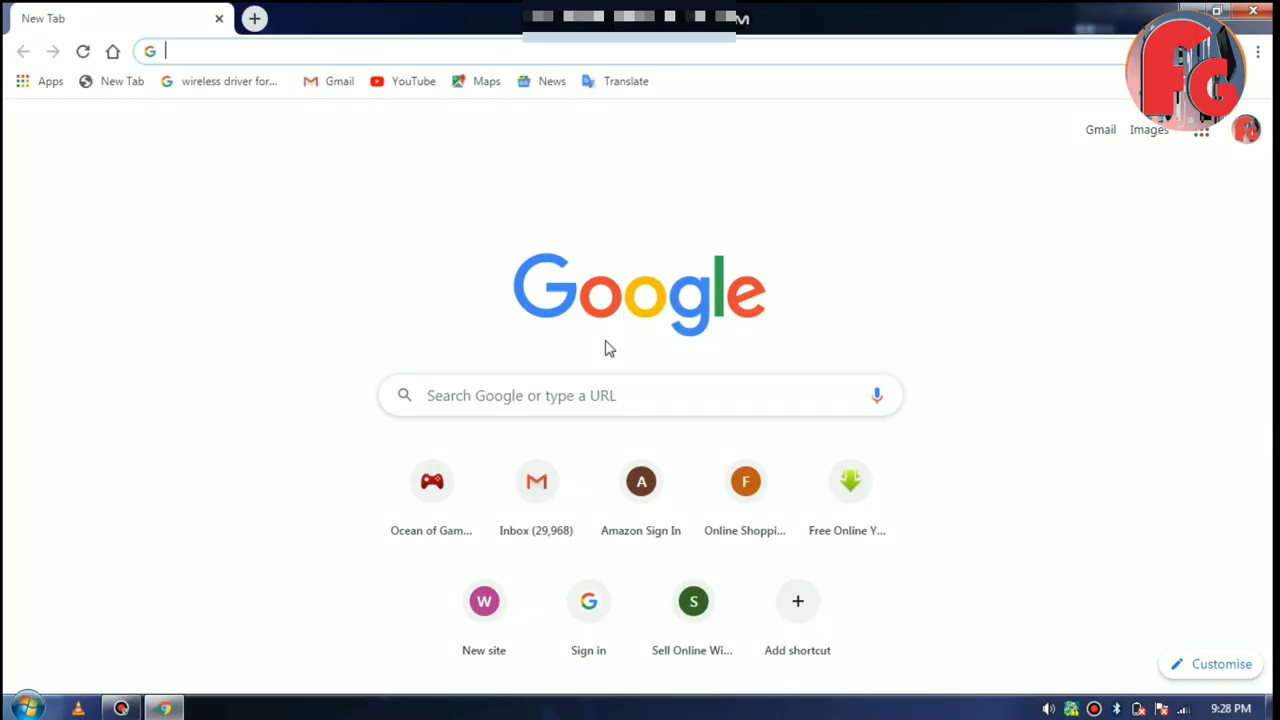 New Tab
M
Apps
New Tab
wireless driver for...
Gmail
YouTube
Maps
News
Translate
FG
Gmail
Images
Google
Search Google or type a URL
A
F
Ocean of Gam...
Inbox (29,968)
Amazon Sign In
Online Shoppi...
Free Online Y...
W
S
New site
Sign in
Sell Online Wi...
Add shortcut
Customise
9:28 PM